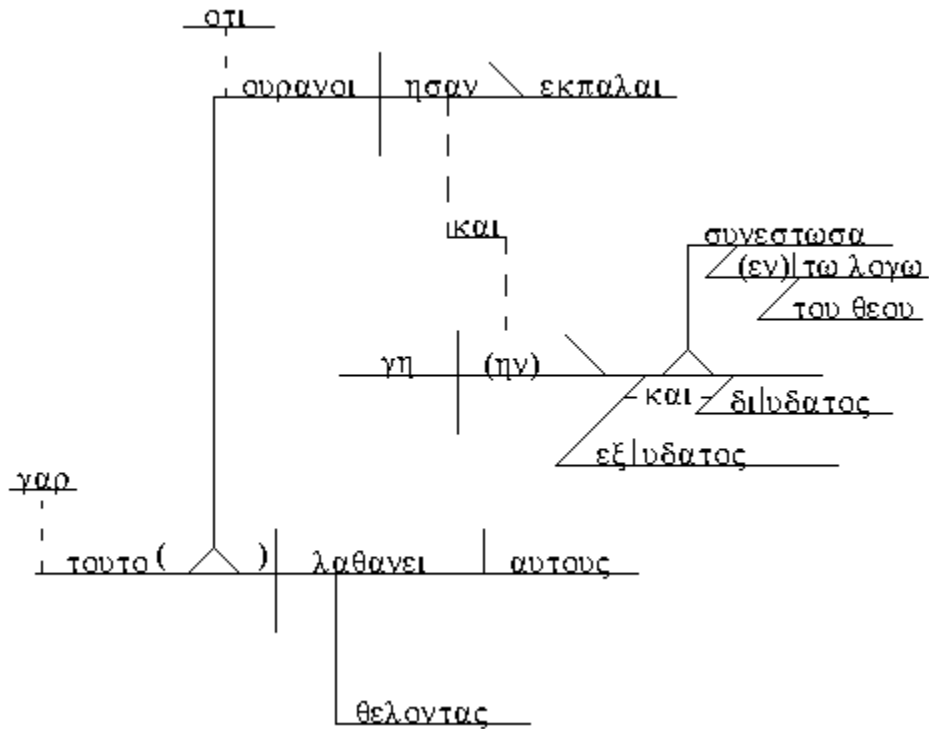 οτι
ουρανοι ησαν εκπαλαι
και
συνεστωσα
(εν) τω λογω
του θεου
γη (ην)
και δι υδατος
εξ υδατος
γαρ
τουτο ( ) λαθανει αυτους
θελοντας